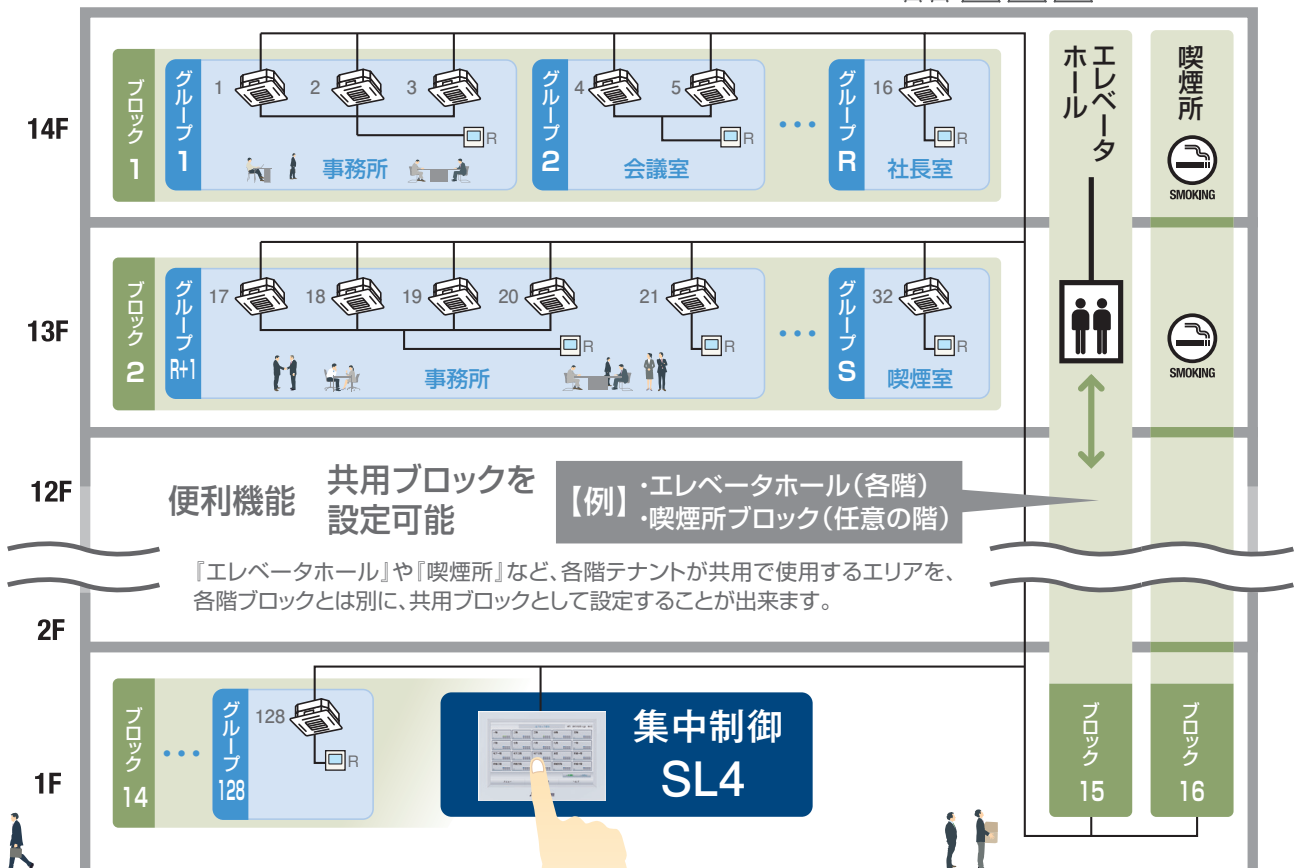 14F
ブロック
1
グループ
1
1
2
3
R
事務所
グループ
2
4
5
R
会議室
・・・
グループ
R
16
R
社長室
エレベータ
ホール
喫煙所
SMOKING
13F
ブロック
2
グループ
R+1
17
18
19
20
21
R
R
事務所
・・・
グループ
S
32
R
喫煙室
SMOKING
12F
便利機能
共用ブロックを
設定可能
【例】
・エレベータホール(各階)
・喫煙所ブロック(任意の階)
『エレベータホール』や『喫煙所』など、各階テナントが共用で使用するエリアを、
各階ブロックとは別に、共用ブロックとして設定することが出来ます。
2F
1F
ブロック
14
・・・
グループ
128
128
R
集中制御
SL4
ブロック
15
ブロック
16